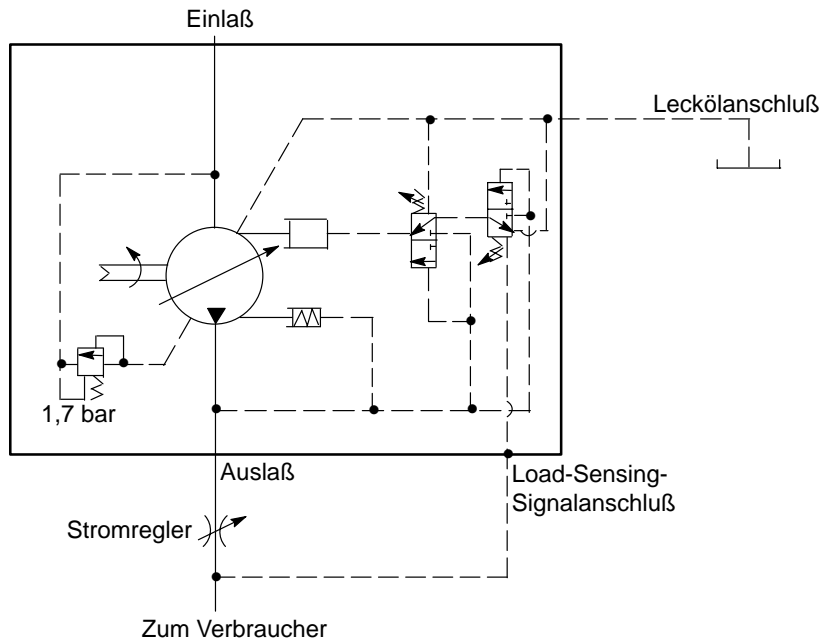 Einlaß
Leckölanschluß
1,7 bar
Auslaß
Load-Sensing-
Signalanschluß
Stromregler
Zum Verbraucher